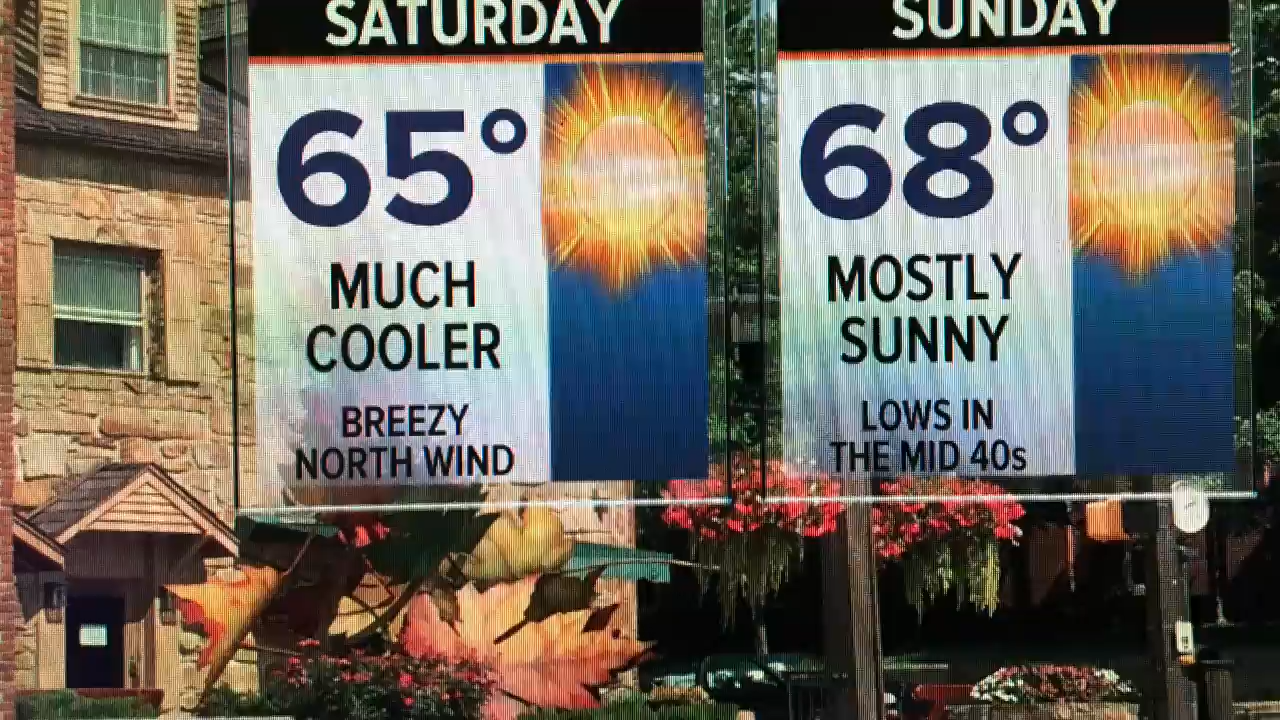 SATURDAY
65°
MUCH
COOLER
BREEZY
NORTH WIND
SUNDAY
68°
MOSTLY
SUNNY
LOWS IN
THE MID 40s